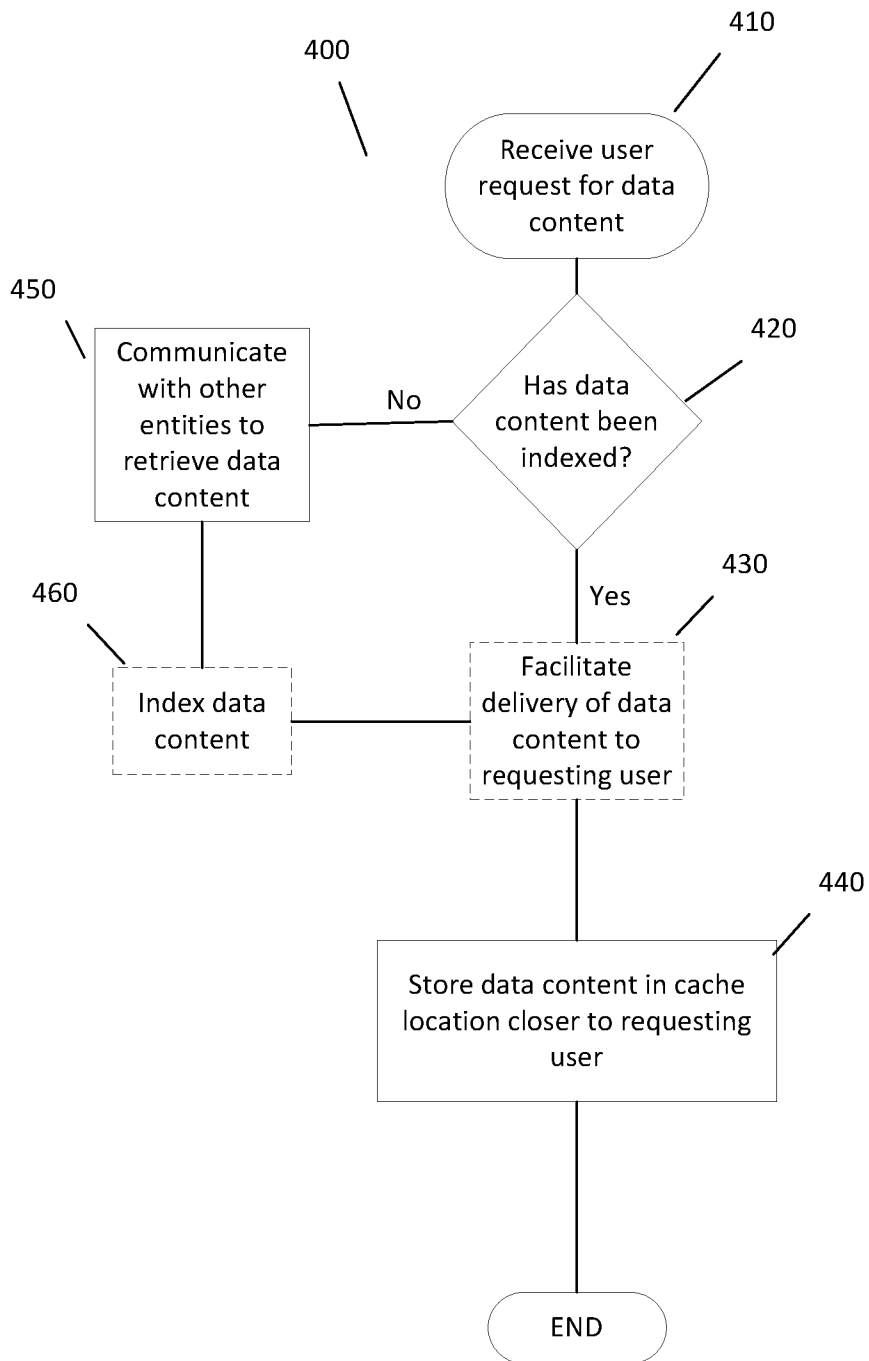 400
410
Receive user
request for data
content
450
Communicate
with other
entities to
retrieve data
content
No
420
Has data
content been
indexed?
Yes
460
Index data
content
430
Facilitate
delivery of data
content to
requesting user
440
Store data content in cache
location closer to requesting
user
END